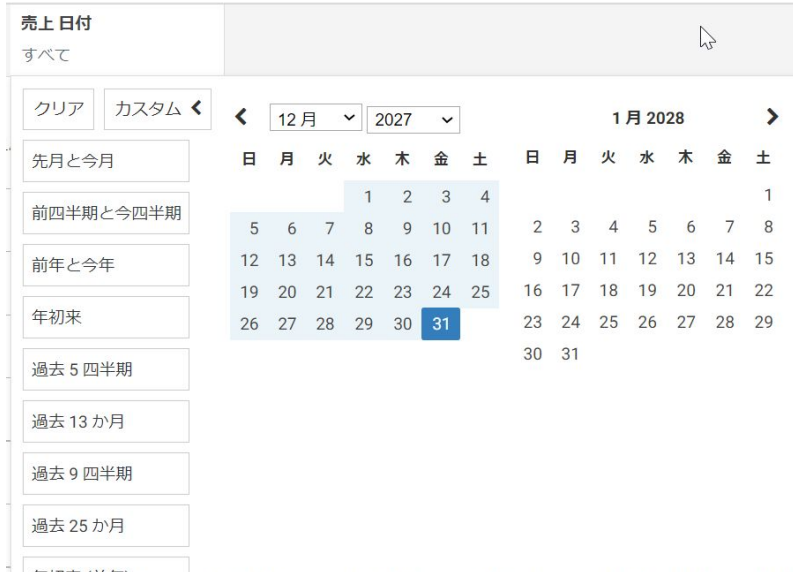 売上 日付
すべて
クリア カスタム
12 月 2027 1 月 2028
先月と今月
前四半期と今四半期
前年と今年
年初来
過去 5 四半期
過去 13 か月
過去 9 四半期
過去 25 か月
日 月 火 水 木 金 土
1 2 3 4
5 6 7 8 9 10 11
12 13 14 15 16 17 18
19 20 21 22 23 24 25
26 27 28 29 30 31
日 月 火 水 木 金 土
1
2 3 4 5 6 7 8
9 10 11 12 13 14 15
16 17 18 19 20 21 22
23 24 25 26 27 28 29
30 31